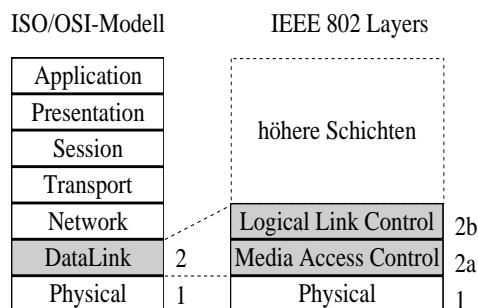 ISO/OSI-Modell
IEEE 802 Layers
Application
Presentation
Session
Transport
Network
DataLink 2
Physical 1
höhere Schichten
Logical Link Control 2b
Media Access Control 2a
Physical 1